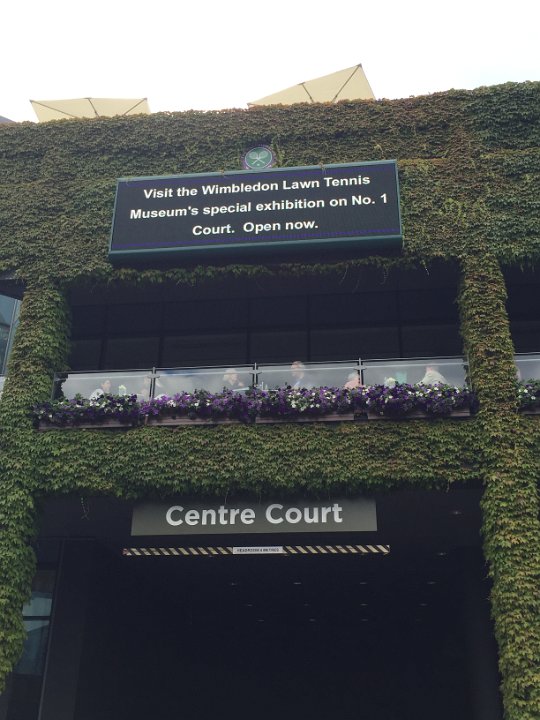 Visit the Wimbledon Lawn Tennis
Museum's special exhibition on No. 1
Court. Open now.
Centre Court